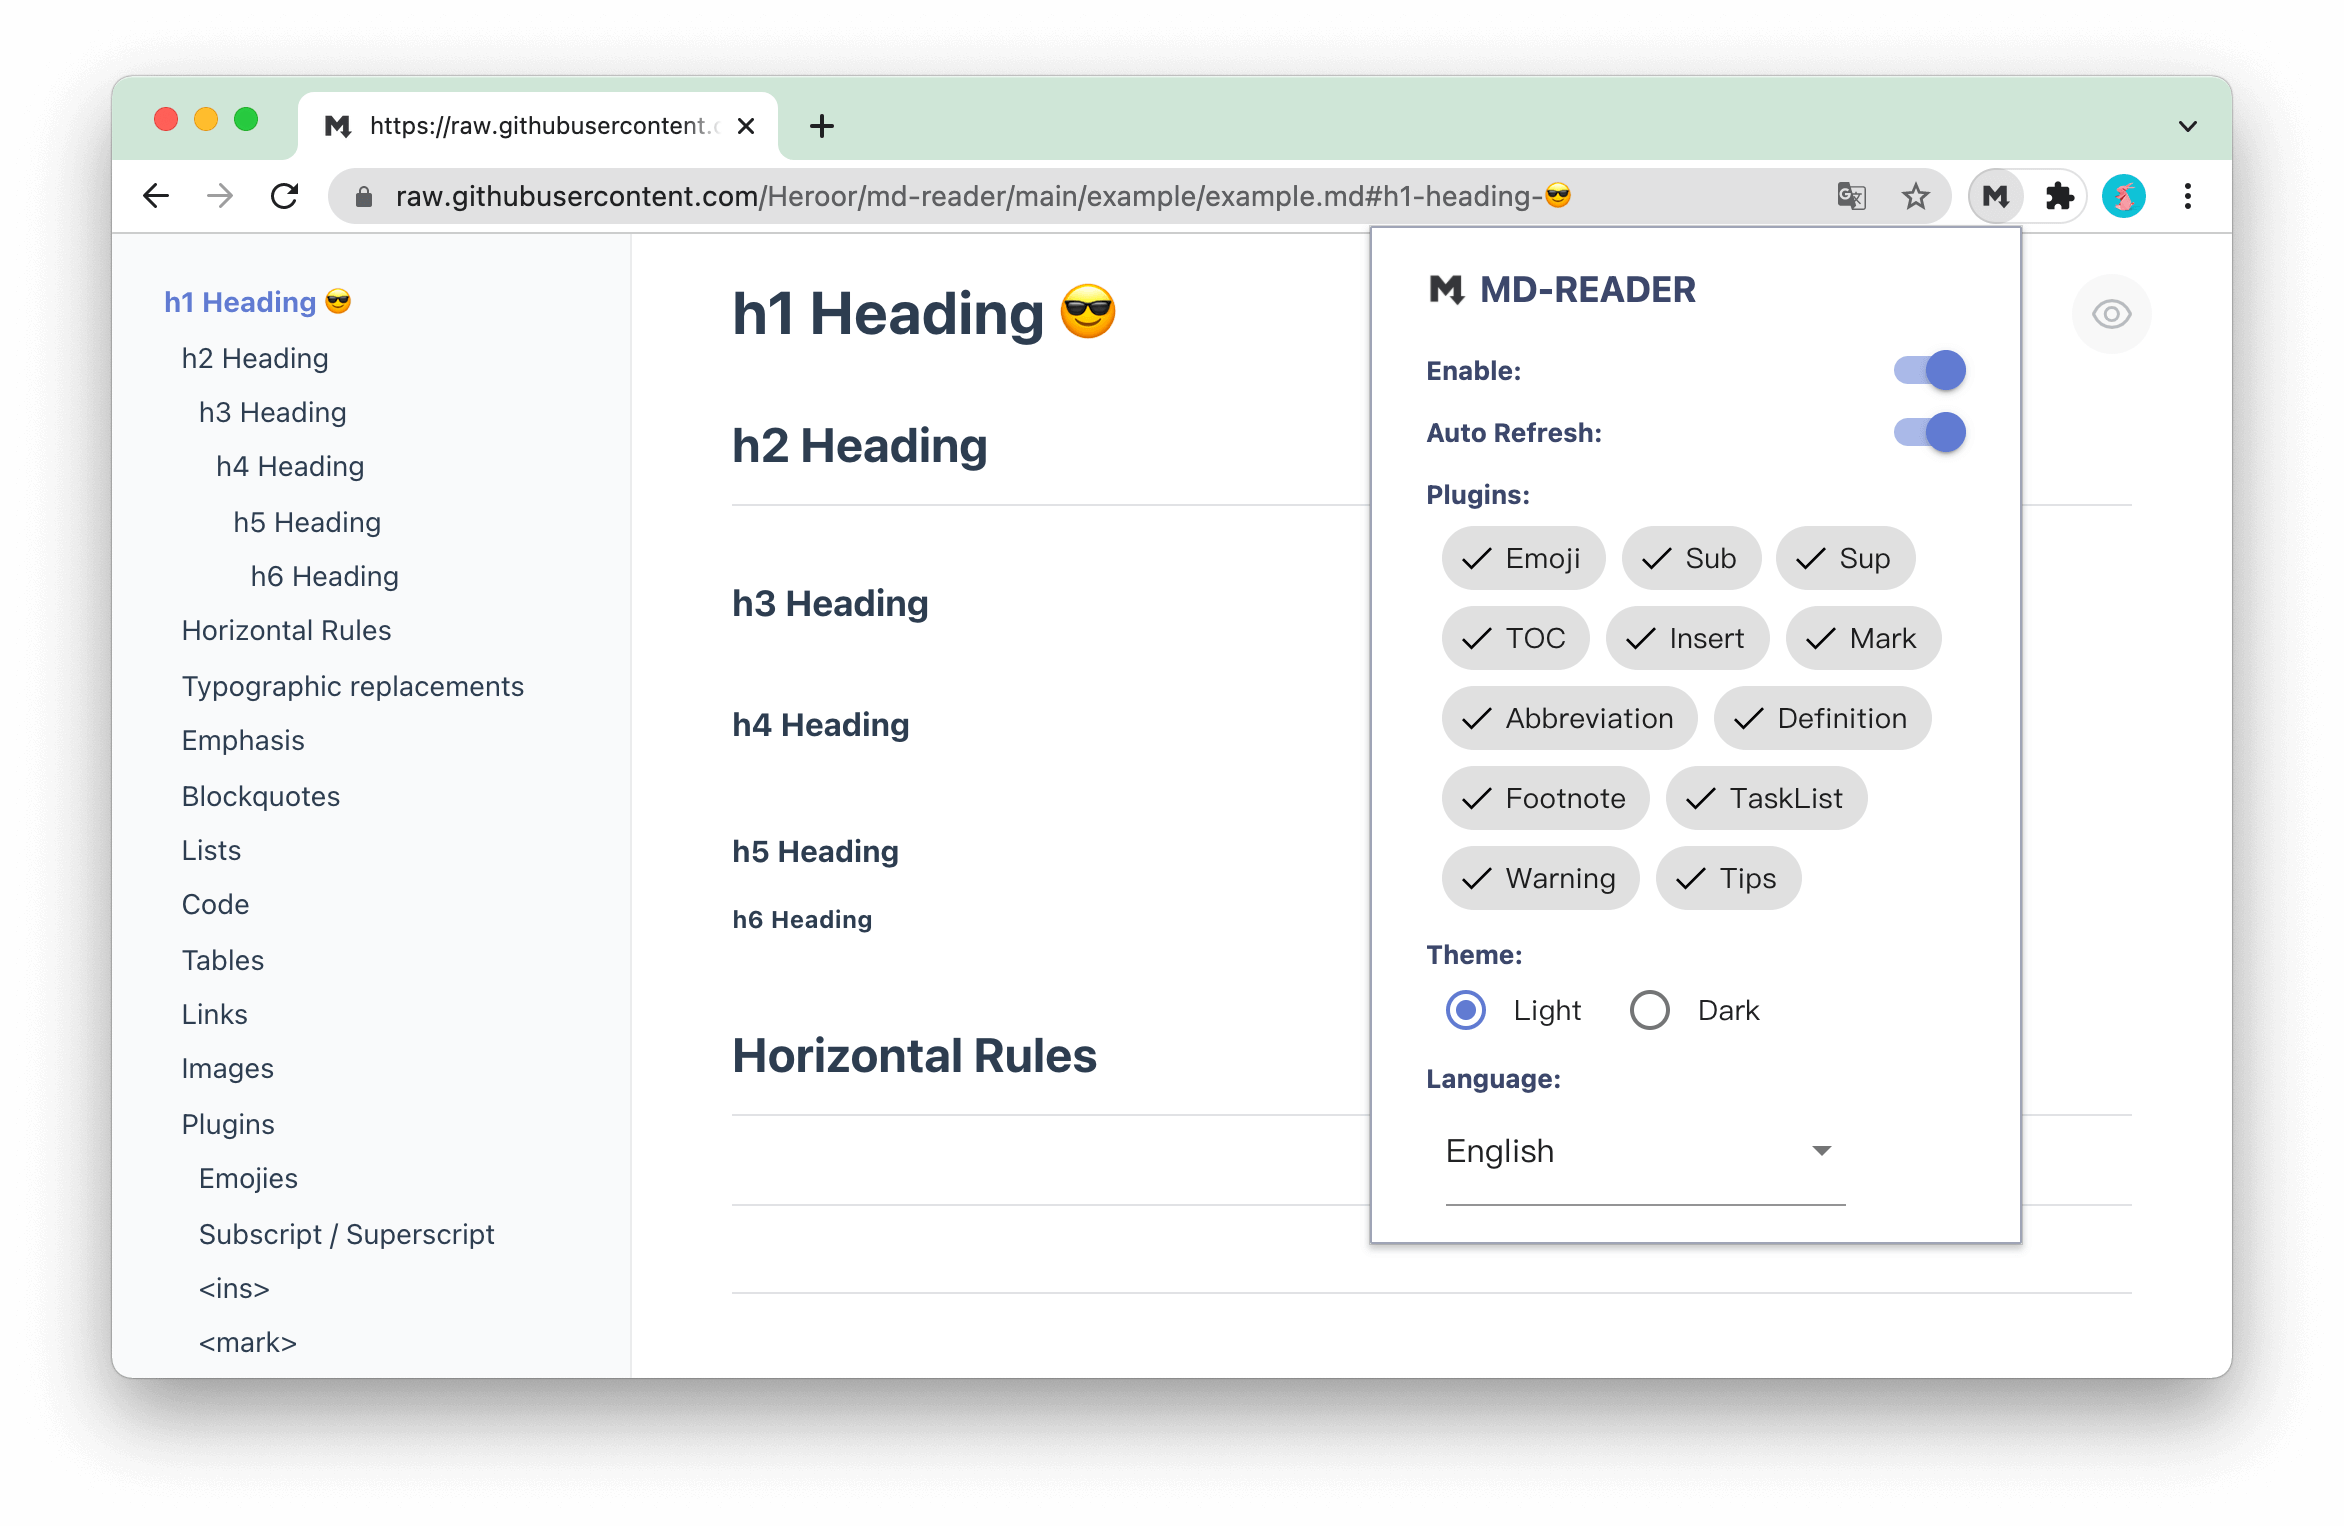 https://raw.githubusercontent.
raw.githubusercontent.com/Heroor/md-reader/main/example/example.md#h1-heading-😎
h1 Heading 😎
h2 Heading
h3 Heading
h4 Heading
h5 Heading
h6 Heading
Horizontal Rules
Typographic replacements
Emphasis
Blockquotes
Lists
Code
Tables
Links
Images
Plugins
Emojies
Subscript / Superscript
<ins>
<mark>
h1 Heading 😎
h2 Heading
h3 Heading
h4 Heading
h5 Heading
h6 Heading
Horizontal Rules
MD-READER
Enable:
Auto Refresh:
Plugins:
Emoji Sub Sup
TOC Insert Mark
Abbreviation Definition
Footnote TaskList
Warning Tips
Theme:
Light Dark
Language:
English